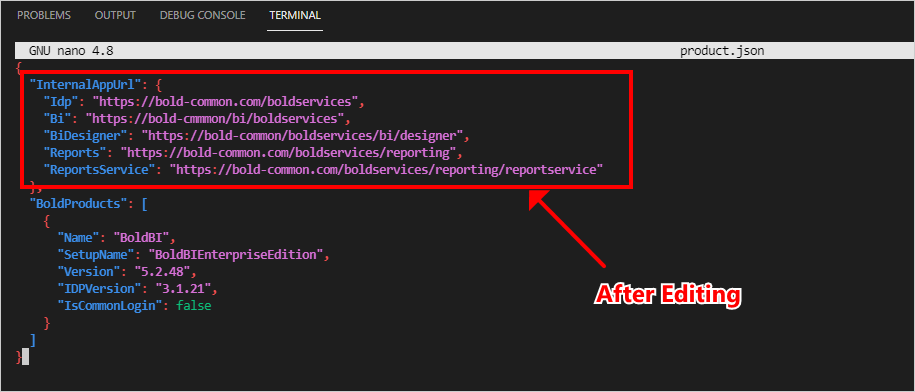 PROBLEMS OUTPUT DEBUG CONSOLE TERMINAL
GNU nano 4.8 product.json
{
"InternalAppUrl": {
"Idp": "https://bold-common.com/boldservices",
"Bi": "https://bold-cmmmon/bi/boldservices",
"BiDesigner": "https://bold-common/boldservices/bi/designer",
"Reports": "https://bold-common.com/boldservices/reporting",
"ReportsService": "https://bold-common.com/boldservices/reporting/reportservice"
},
"BoldProducts": [
{
"Name": "BoldBI",
"SetupName": "BoldBIEnterpriseEdition",
"Version": "5.2.48",
"IDPVersion": "3.1.21",
"IsCommonLogin": false
}
]
}
After Editing